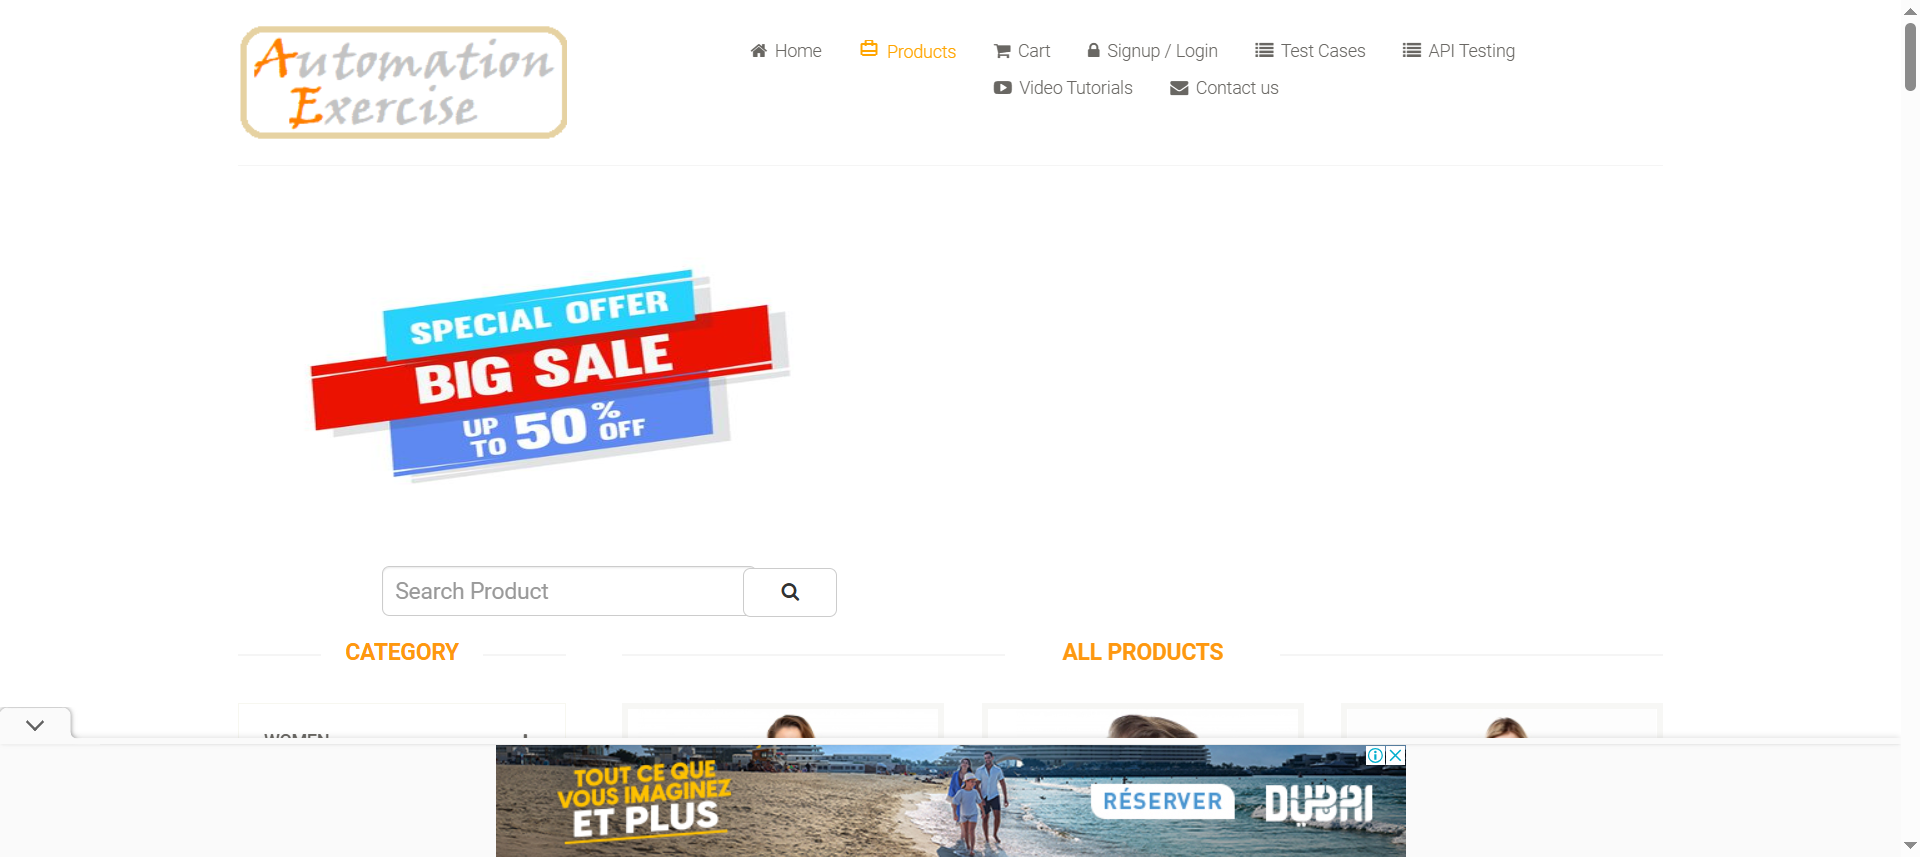 Automation
Exercise
Home
Products
Cart
Signup / Login
Test Cases
API Testing
Video Tutorials
Contact us
SPECIAL OFFER
BIG SALE
UP TO 50% OFF
Search Product
CATEGORY
ALL PRODUCTS
WOMEN
TOUT CE QUE
VOUS IMAGINEZ
ET PLUS
RÉSERVER
DUBAI